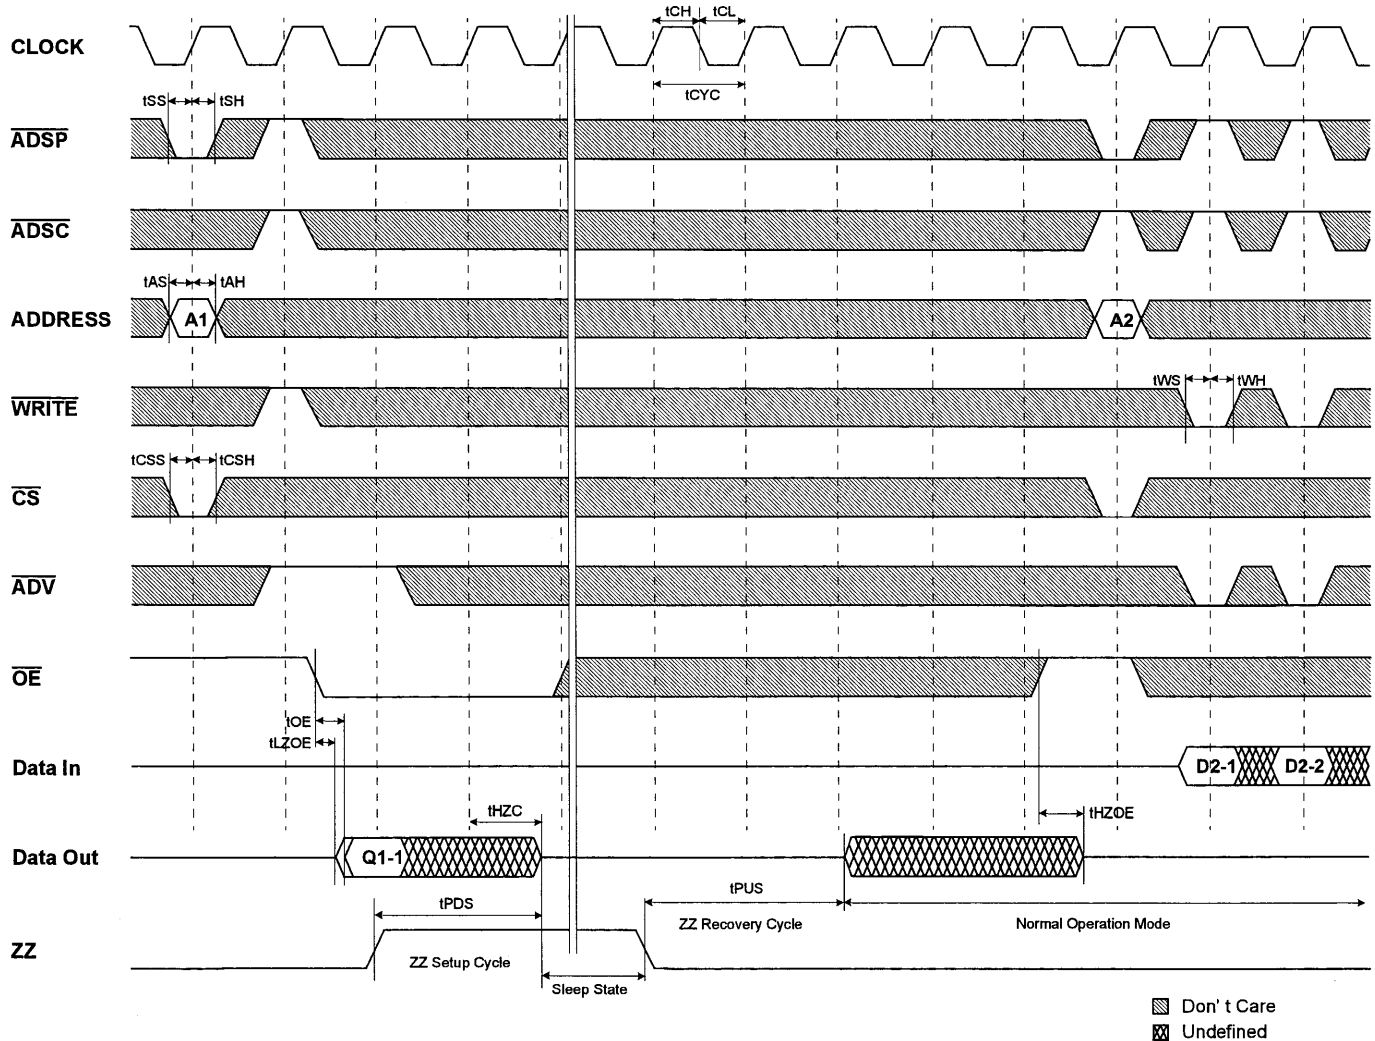 tCH tCL
CLOCK
tCYC
tSS tSH
ADSP
ADSC
tAS tAH
ADDRESS A1 A2
WRITE tWS tWH
tCSS tCSH
CS
ADV
OE
tOE
tLZOE
Data In D2-1 D2-2
tHZC tHZOE
Data Out Q1-1
tPDS tPUS
ZZ Recovery Cycle Normal Operation Mode
ZZ ZZ Setup Cycle
Sleep State
Don't Care
Undefined